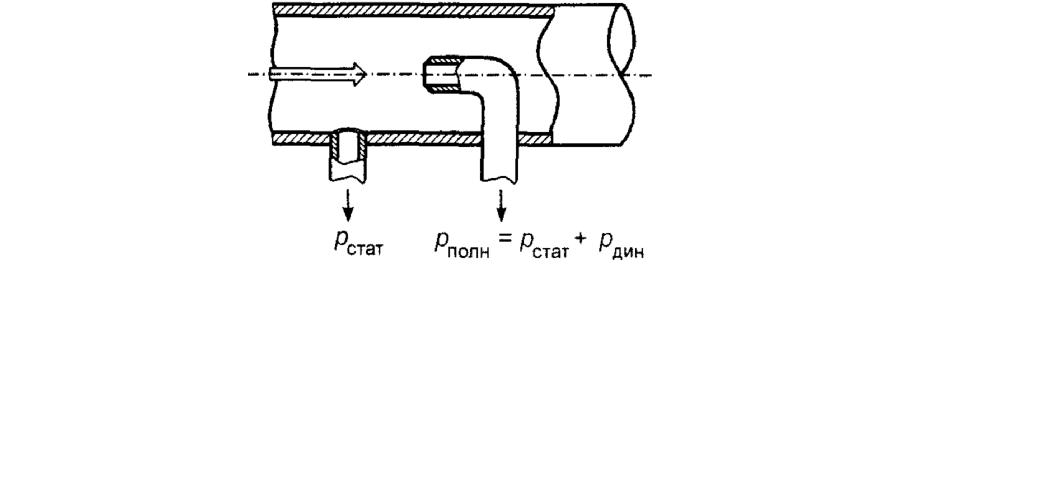 pстат pполн = pстат + pдин